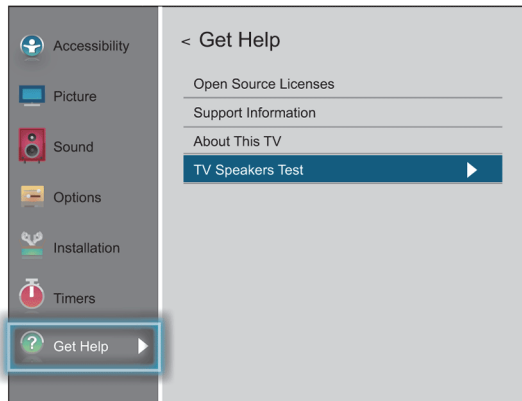 Accessibility
Picture
Sound
Options
Installation
Timers
Get Help
< Get Help
Open Source Licenses
Support Information
About This TV
TV Speakers Test